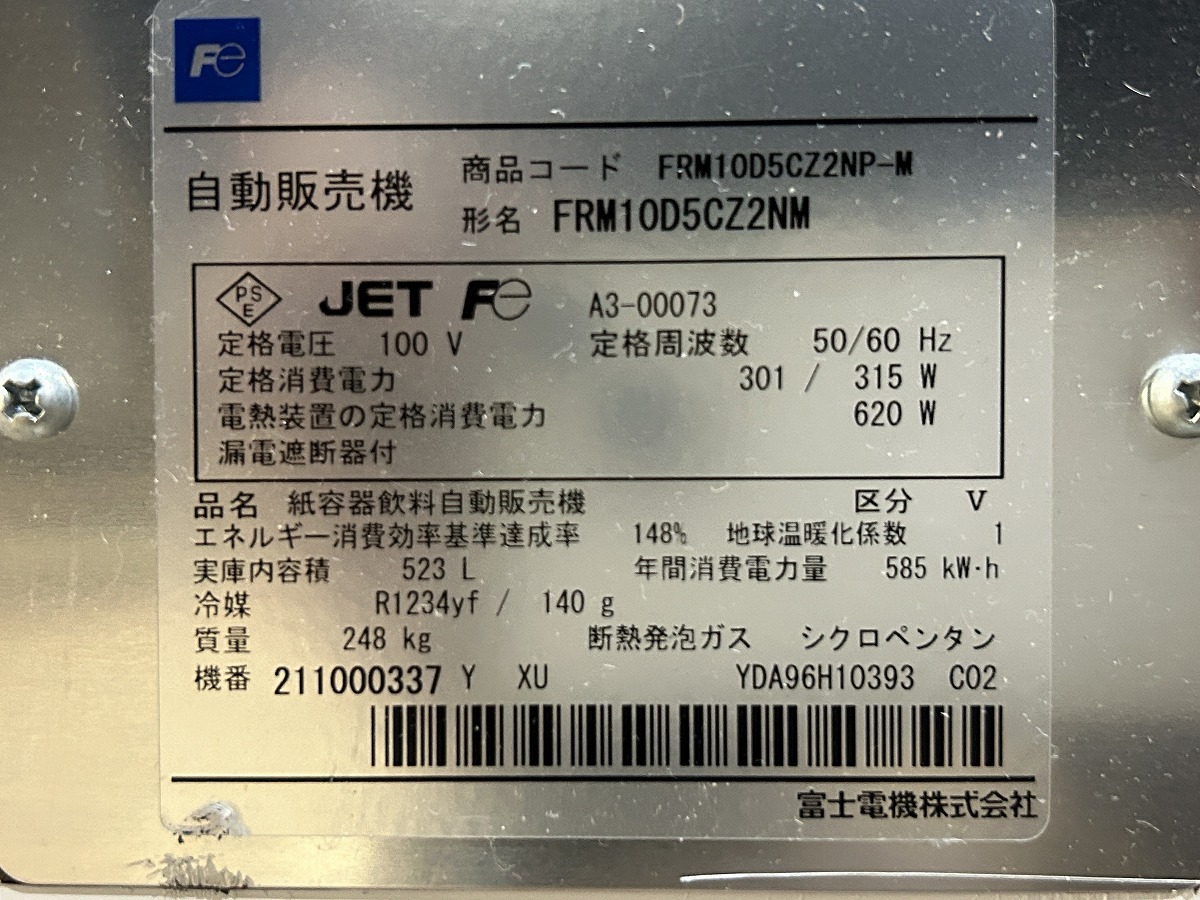 Fe
自動販売機
商品コード FRM10D5CZ2NP-M
形名 FRM10D5CZ2NM
PSE JET Fe A3-00073
定格電圧 100 V 定格周波数 50/60 Hz
定格消費電力 301 / 315 W
電熱装置の定格消費電力 620 W
漏電遮断器付
品名 紙容器飲料自動販売機 区分 V
エネルギー消費効率基準達成率 148% 地球温暖化係数 1
実庫内容積 523 L 年間消費電力量 585 kW·h
冷媒 R1234yf / 140 g
質量 248 kg 断熱発泡ガス シクロペンタン
機番 211000337 Y XU YDA96H10393 C02
富士電機株式会社